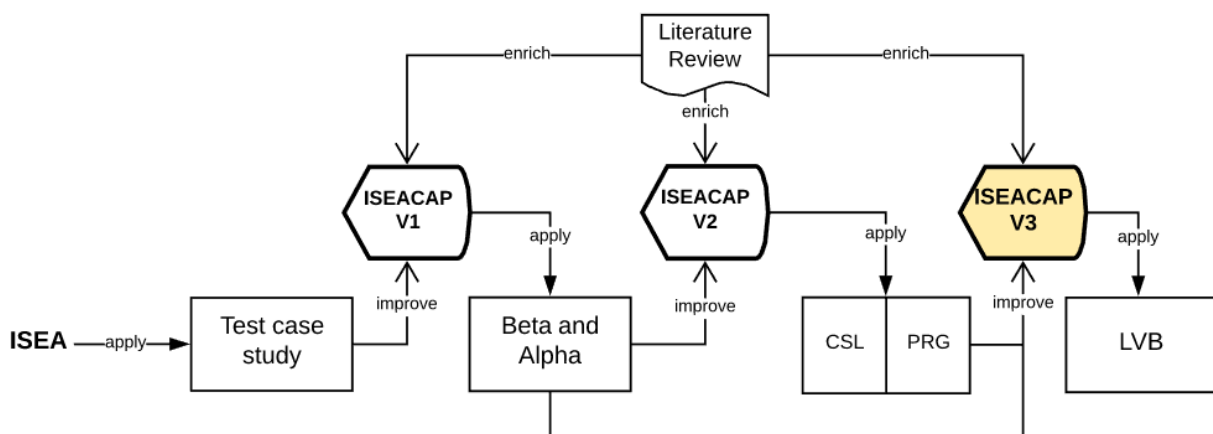 Literature
Review
enrich
enrich
enrich
ISEACAP
V1
ISEACAP
V2
ISEACAP
V3
apply
apply
apply
improve
improve
improve
ISEA
apply
Test case
study
Beta and
Alpha
CSL
PRG
LVB